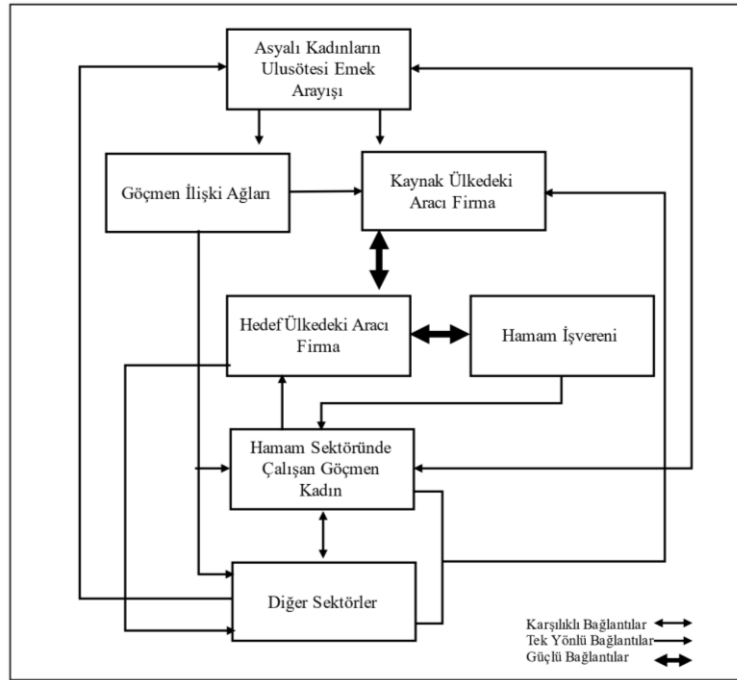 Asyalı Kadınların
Ulusötesi Emek
Arayışı
Göçmen İlişki Ağları
Kaynak Ülkedeki
Aracı Firma
Hedef Ülkedeki Aracı
Firma
Hamam İşvereni
Hamam Sektöründe
Çalışan Göçmen
Kadın
Diğer Sektörler
Karşılıklı Bağlantılar
Tek Yönlü Bağlantılar
Güçlü Bağlantılar